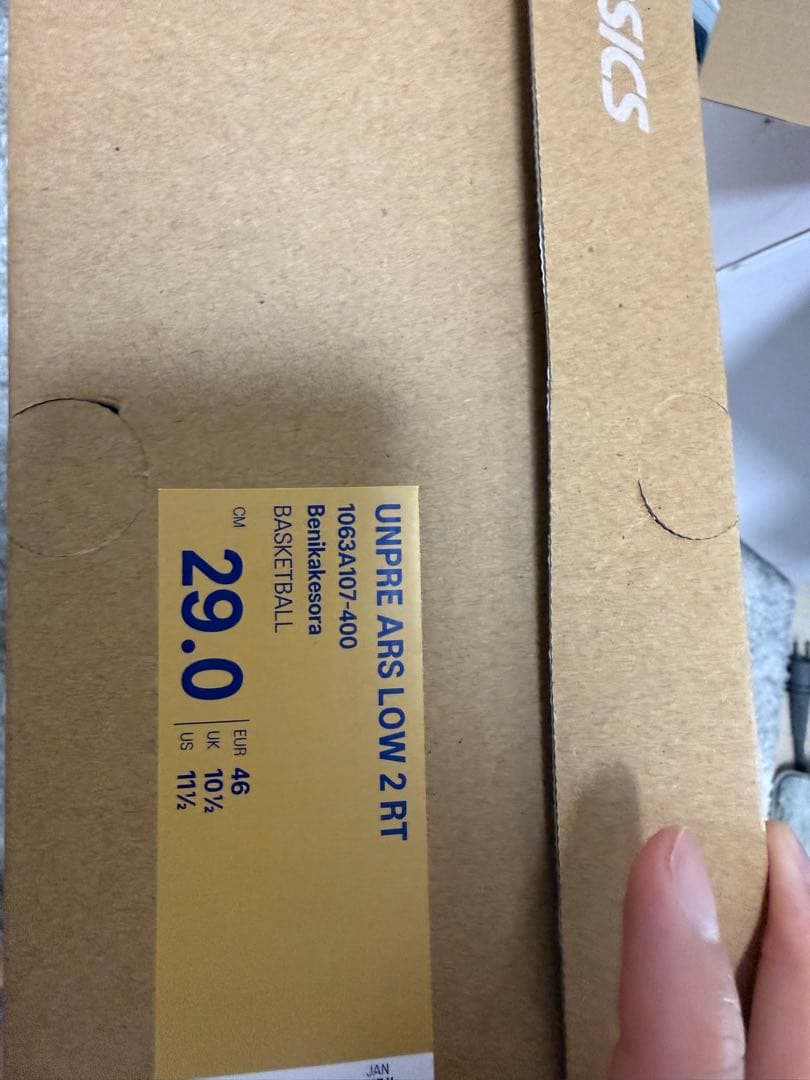 SICS
UNPRE ARS LOW 2 RT
1063A107-400
Benikakesora
BASKETBALL
CM 29.0
EUR 46
UK 10½
US 11½
JAN